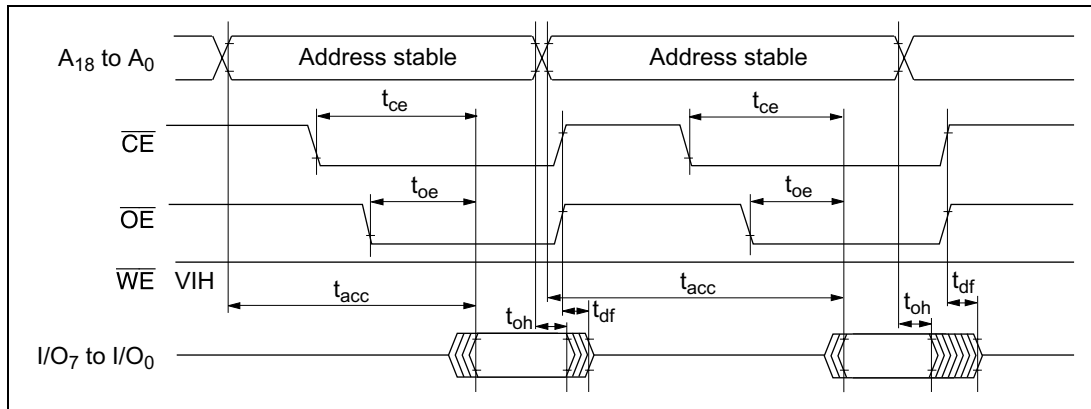 A18 to A0 Address stable Address stable
tce tce
CE
toe toe
OE
WE VIH
tacc tacc
toh tdf toh tdf
I/O7 to I/O0